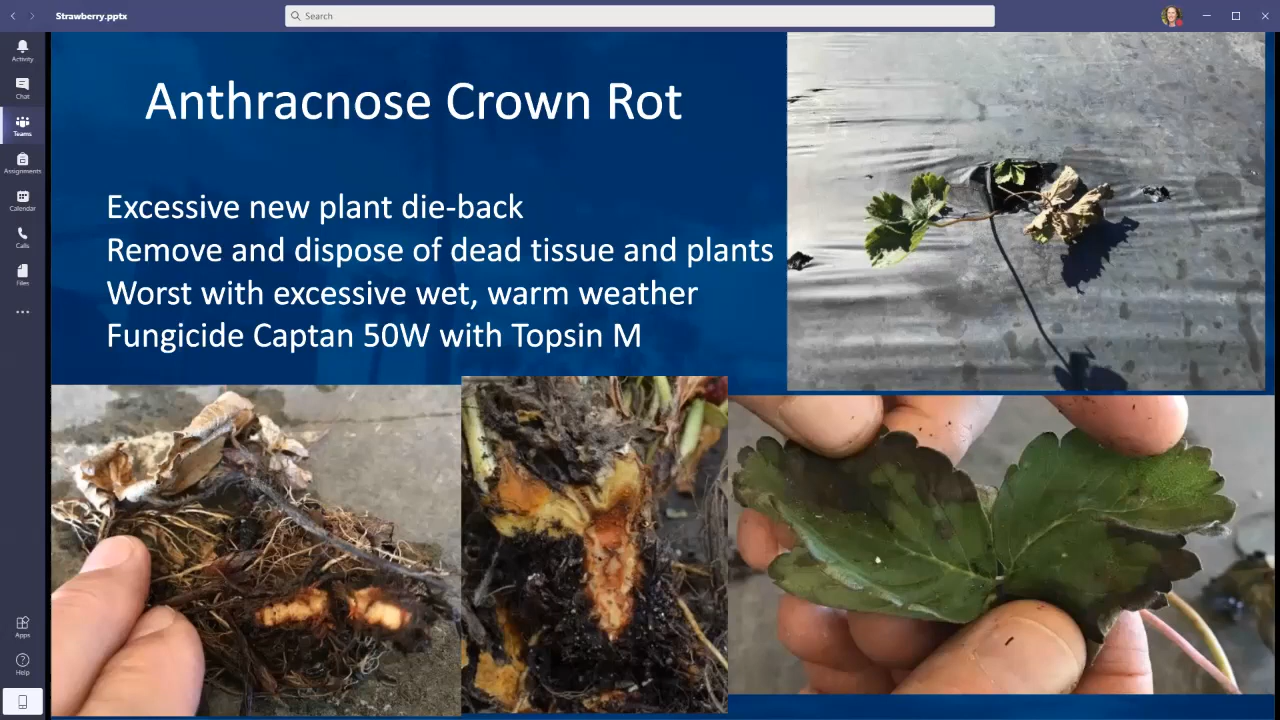 Strawberry.pptx
Search
Activity
Chat
Teams
Assignments
Calendar
Calls
Files
Apps
Help
Anthracnose Crown Rot
Excessive new plant die-back
Remove and dispose of dead tissue and plants
Worst with excessive wet, warm weather
Fungicide Captan 50W with Topsin M